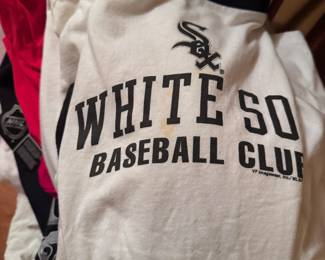 Sox
WHITE SO
BASEBALL CLUB